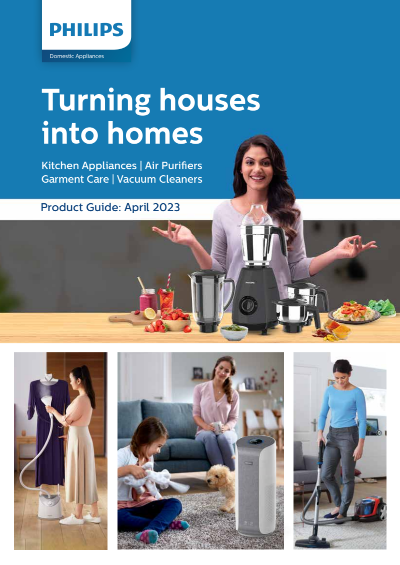 PHILIPS
Domestic Appliances
Turning houses
into homes
Kitchen Appliances | Air Purifiers
Garment Care | Vacuum Cleaners
Product Guide: April 2023